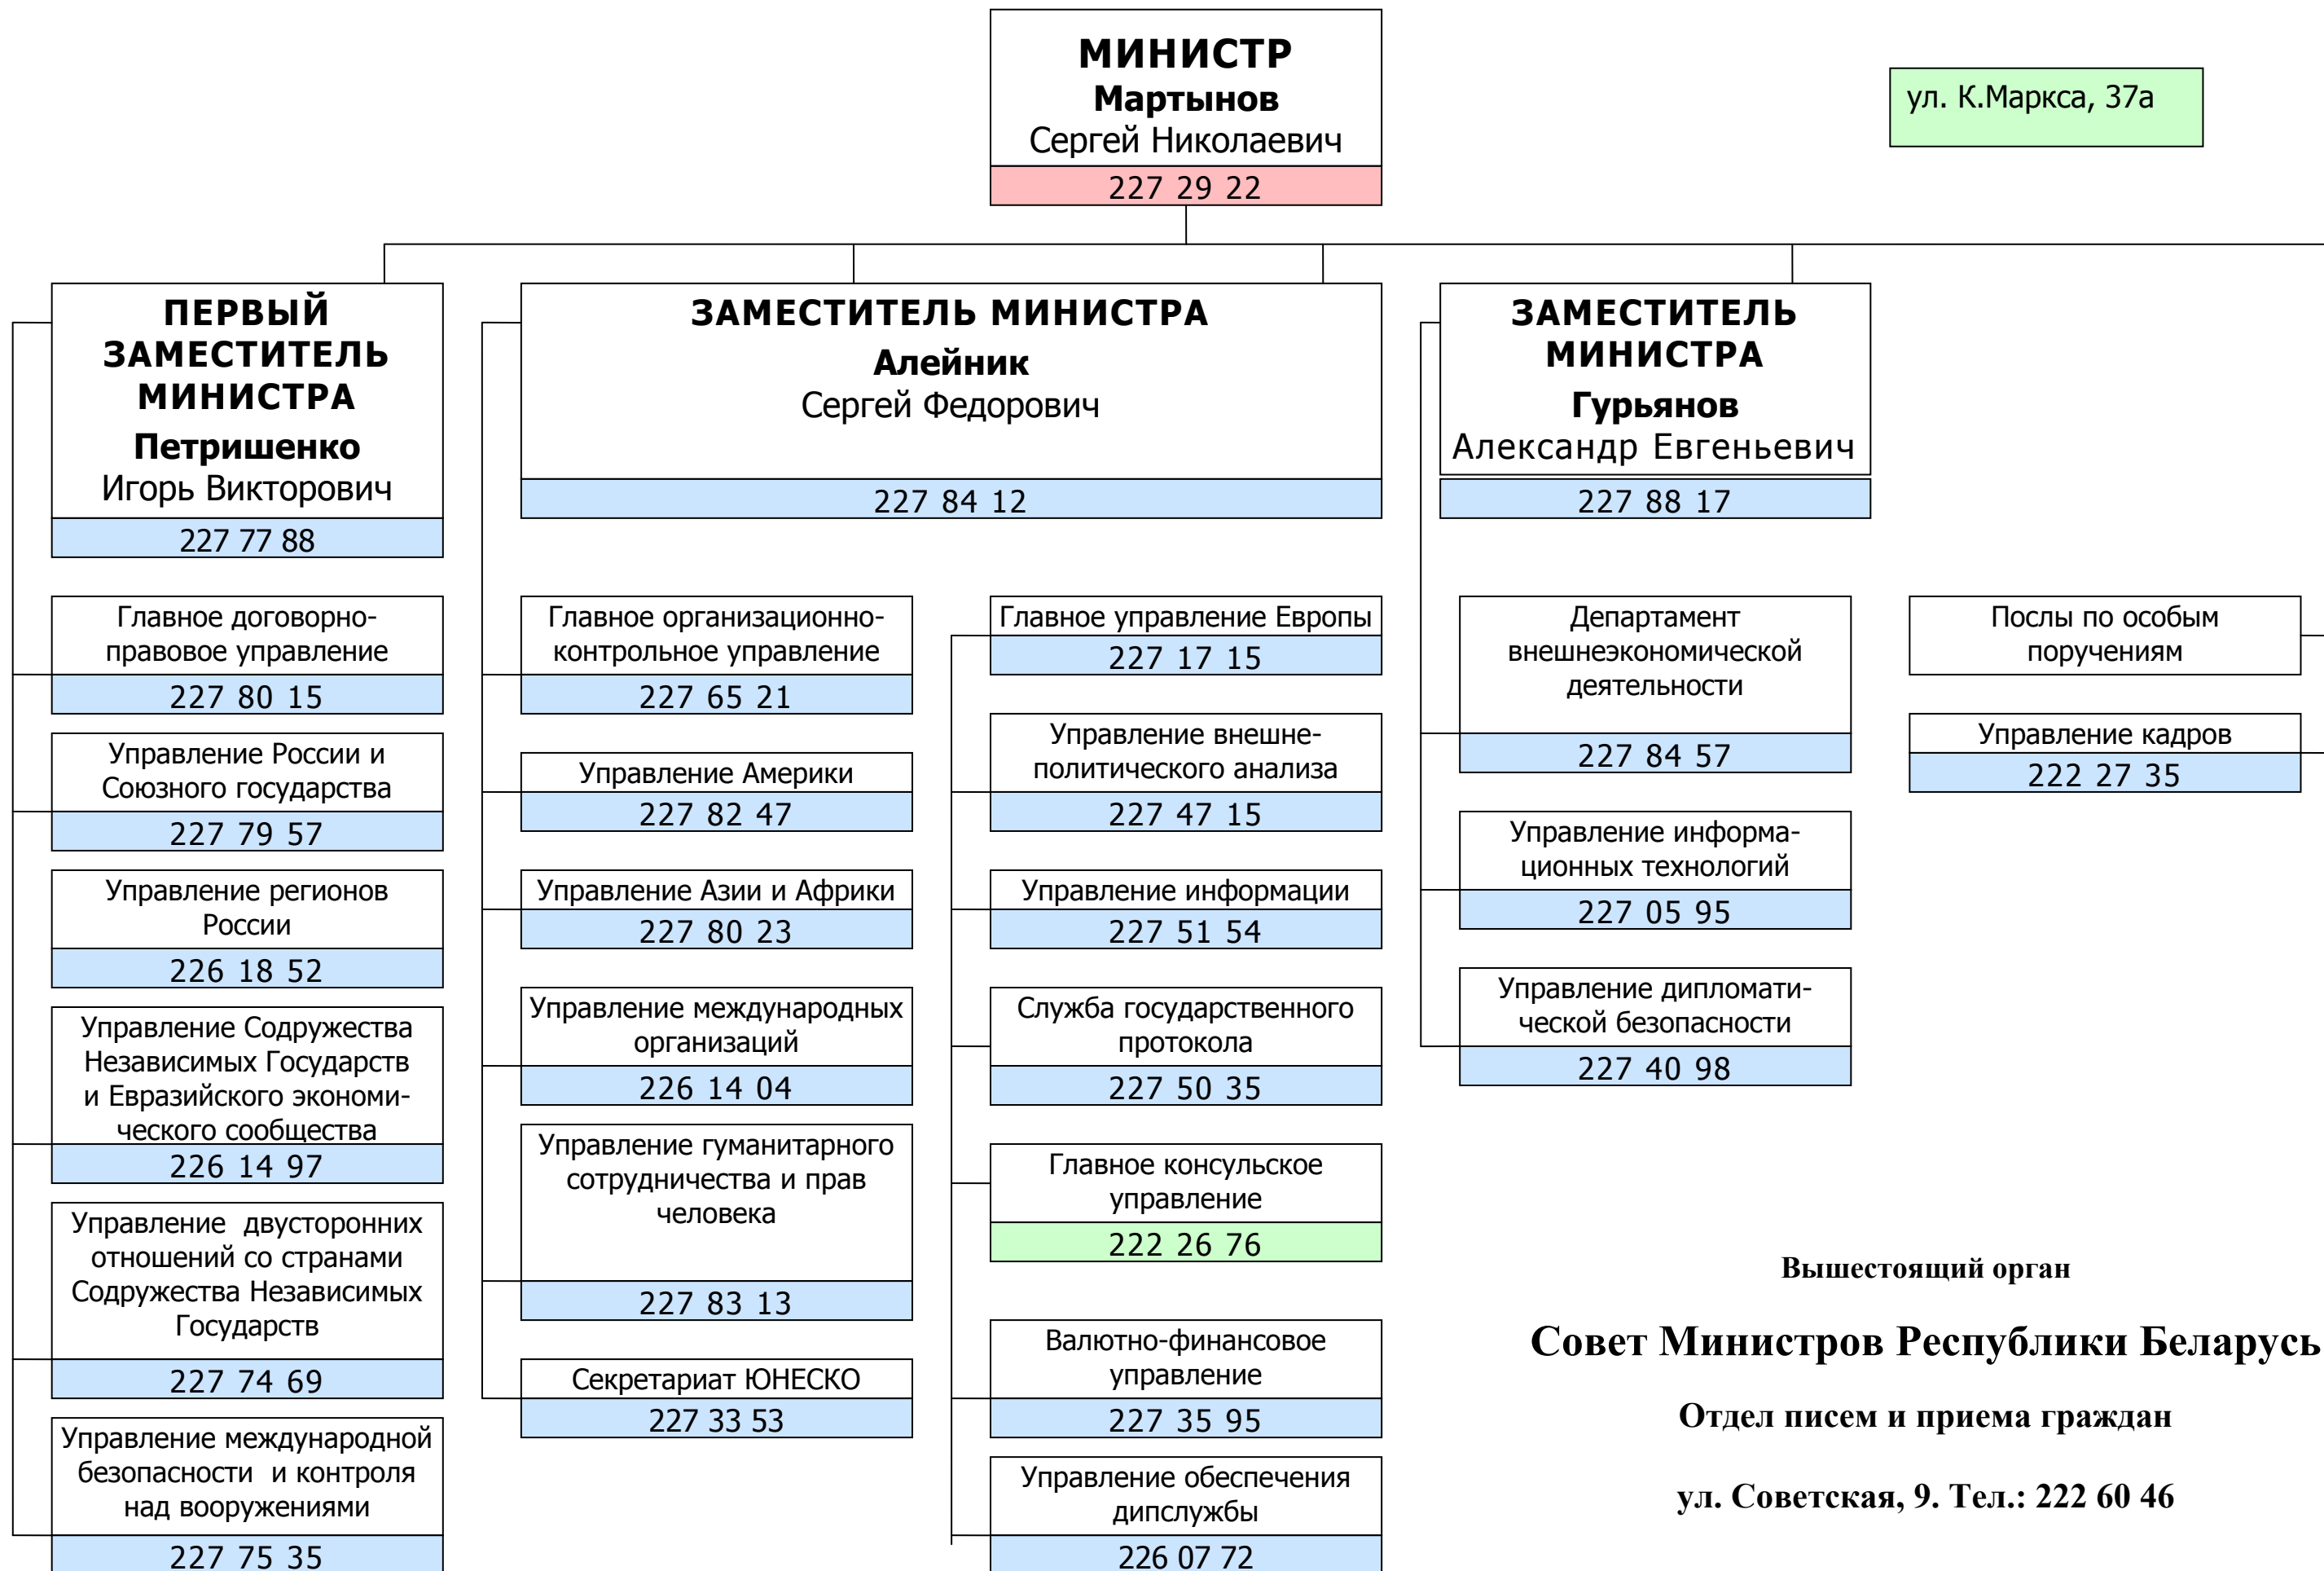 МИНИСТР
Мартынов
Сергей Николаевич
227 29 22
ул. К.Маркса, 37а
ПЕРВЫЙ
ЗАМЕСТИТЕЛЬ
МИНИСТРА
Петришенко
Игорь Викторович
227 77 88
ЗАМЕСТИТЕЛЬ МИНИСТРА
Алейник
Сергей Федорович
227 84 12
ЗАМЕСТИТЕЛЬ
МИНИСТРА
Гурьянов
Александр Евгеньевич
227 88 17
Главное договорно-
правовое управление
227 80 15
Управление России и
Союзного государства
227 79 57
Управление регионов
России
226 18 52
Управление Содружества
Независимых Государств
и Евразийского экономи-
ческого сообщества
226 14 97
Управление двусторонних
отношений со странами
Содружества Независимых
Государств
227 74 69
Управление международной
безопасности и контроля
над вооружениями
227 75 35
Главное организационно-
контрольное управление
227 65 21
Управление Америки
227 82 47
Управление Азии и Африки
227 80 23
Управление международных
организаций
226 14 04
Управление гуманитарного
сотрудничества и прав
человека
227 83 13
Секретариат ЮНЕСКО
227 33 53
Главное управление Европы
227 17 15
Управление внешне-
политического анализа
227 47 15
Управление информации
227 51 54
Служба государственного
протокола
227 50 35
Главное консульское
управление
222 26 76
Валютно-финансовое
управление
227 35 95
Управление обеспечения
дипслужбы
226 07 72
Департамент
внешнеэкономической
деятельности
227 84 57
Управление информа-
ционных технологий
227 05 95
Управление дипломати-
ческой безопасности
227 40 98
Послы по особым
поручениям
Управление кадров
222 27 35
Вышестоящий орган
Совет Министров Республики Беларусь
Отдел писем и приема граждан
ул. Советская, 9. Тел.: 222 60 46